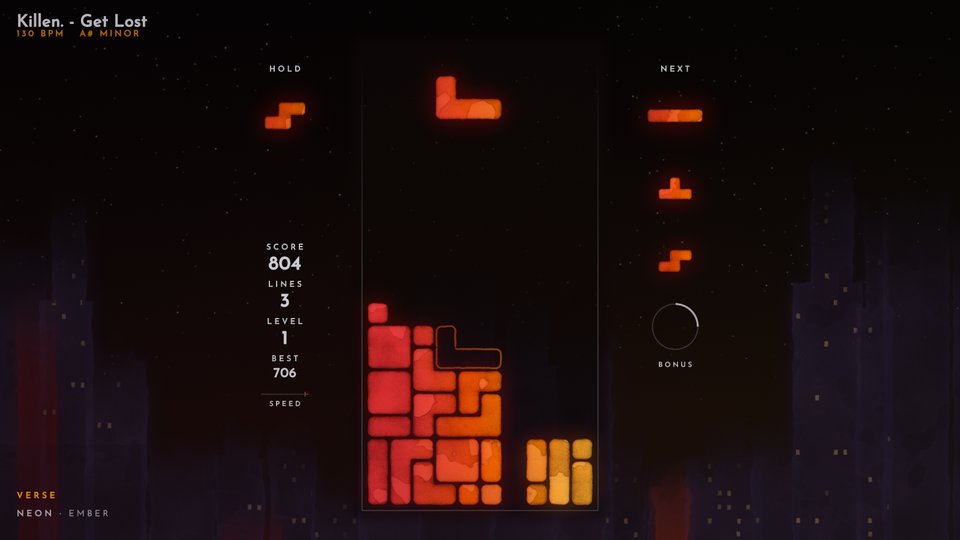 Killen. - Get Lost
130 BPM A# MINOR
HOLD
NEXT
SCORE
804
LINES
3
LEVEL
1
BEST
706
SPEED
BONUS
VERSE
NEON · EMBER